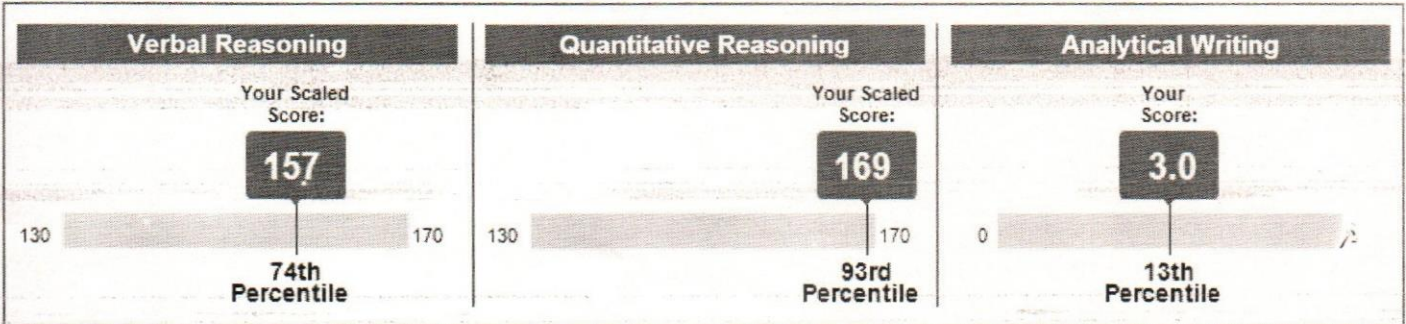 Verbal Reasoning
Your Scaled
Score:
157
130
170
74th
Percentile
Quantitative Reasoning
Your Scaled
Score:
169
130
170
93rd
Percentile
Analytical Writing
Your
Score:
3.0
0
13th
Percentile